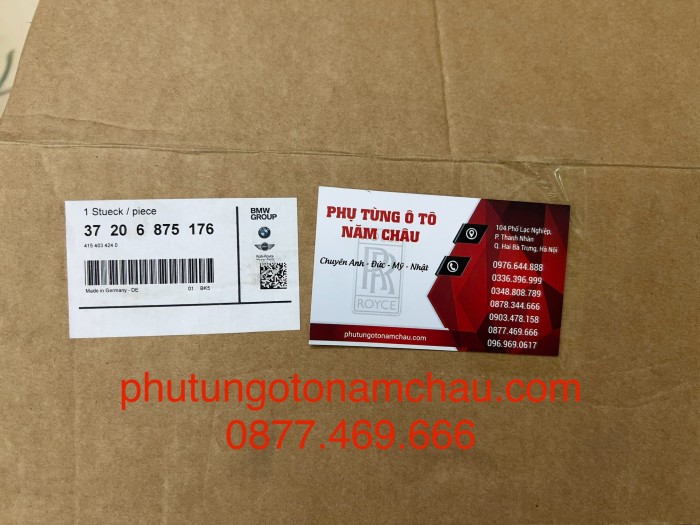 1 Stueck / piece
37 20 6 875 176
415 403 424 0
Made in Germany - DE
01 BK5
BMW
GROUP
Rolls-Royce
PHỤ TÙNG Ô TÔ
NĂM CHÂU
Chuyên Anh - Đức - Mỹ - Nhật
RR
ROYCE
phutungotonamchau.com
104 Phố Lạc Nghiệp,
P. Thanh Nhàn
Q. Hai Bà Trưng, Hà Nội
0976.644.888
0336.396.999
0348.808.789
0878.344.666
0903.478.158
0877.469.666
096.969.0617
phutungotonamchau.com
0877.469.666